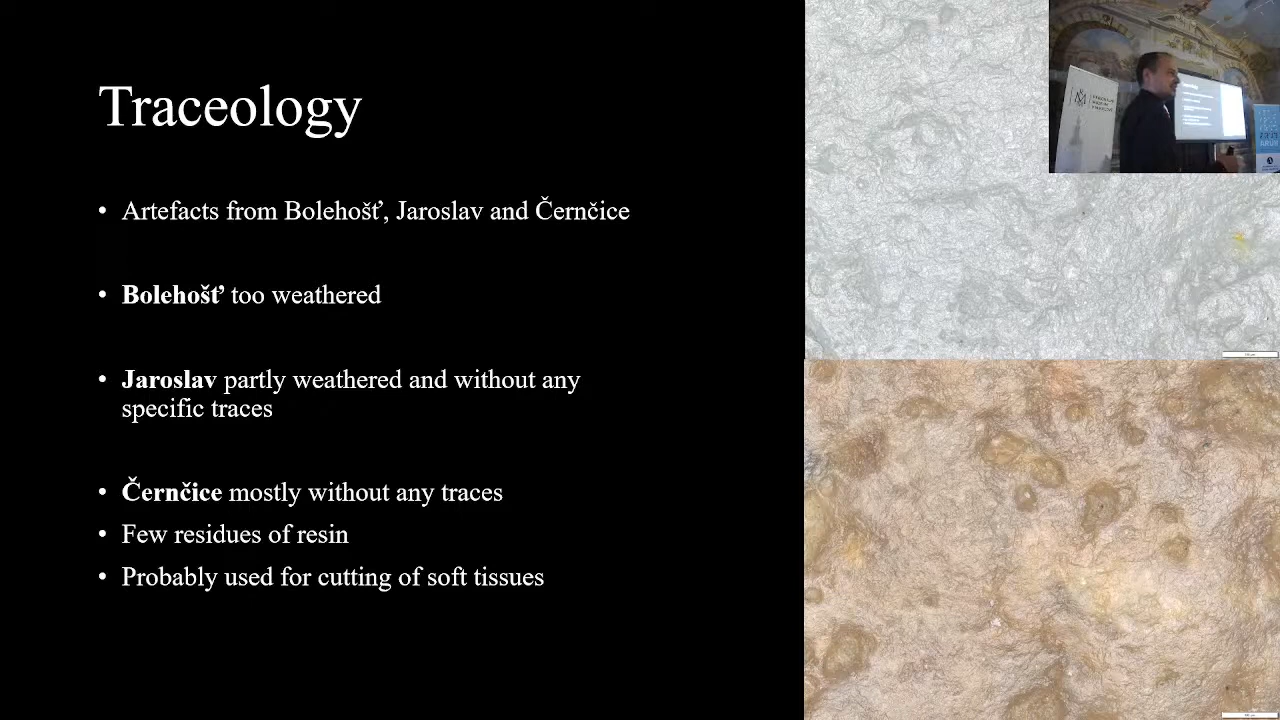 Traceology
• Artefacts from Bolehošť, Jaroslav and Černčice
• Bolehošť too weathered
• Jaroslav partly weathered and without any
specific traces
• Černčice mostly without any traces
• Few residues of resin
• Probably used for cutting of soft tissues